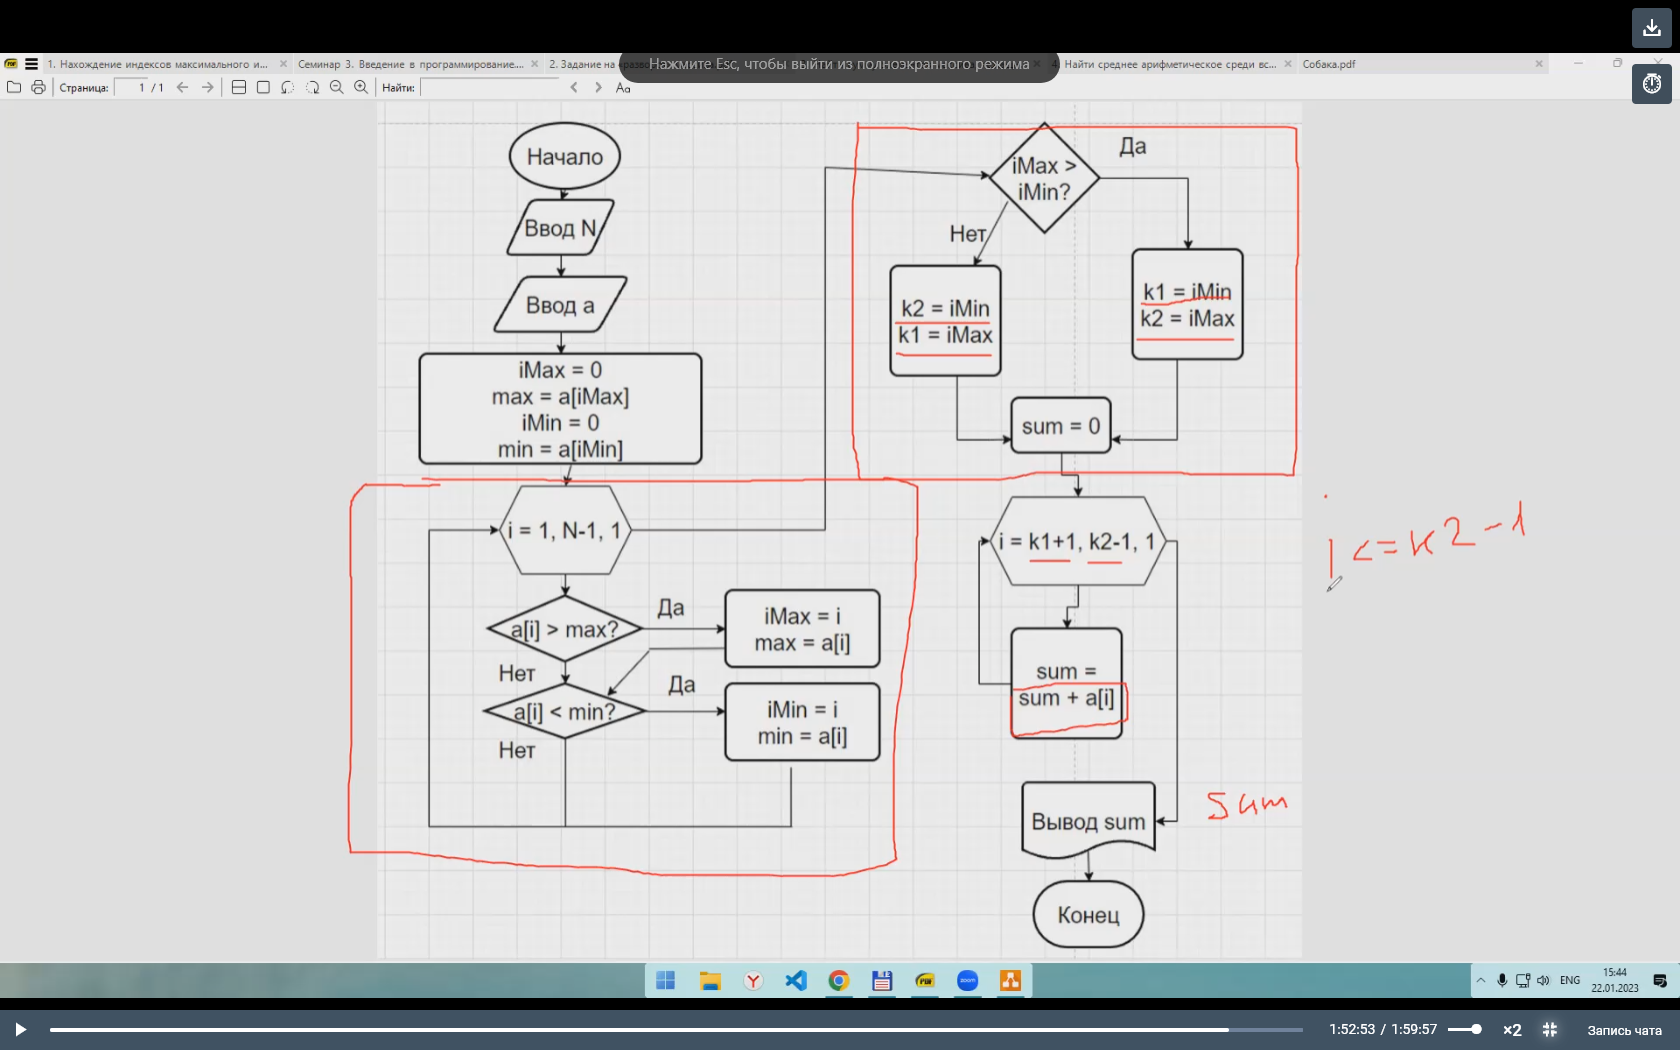 1. Нахождение индексов максимального и...
Семинар 3. Введение в программирование....
2. Задание на
Нажмите Esc, чтобы выйти из полноэкранного режима
Найти среднее арифметическое среди вс...
Собака.pdf
Страница:
1 / 1
Найти:
Aa
Начало
Ввод N
Ввод a
iMax = 0
max = a[iMax]
iMin = 0
min = a[iMin]
i = 1, N-1, 1
a[i] > max?
Да
iMax = i
max = a[i]
Нет
a[i] < min?
Да
iMin = i
min = a[i]
Нет
iMax >
iMin?
Да
Нет
k2 = iMin
k1 = iMax
k1 = iMin
k2 = iMax
sum = 0
i = k1+1, k2-1, 1
i <= k2-1
sum =
sum + a[i]
Вывод sum
Sum
Конец
zoom
ENG
15:44
22.01.2023
1:52:53 / 1:59:57
×2
Запись чата